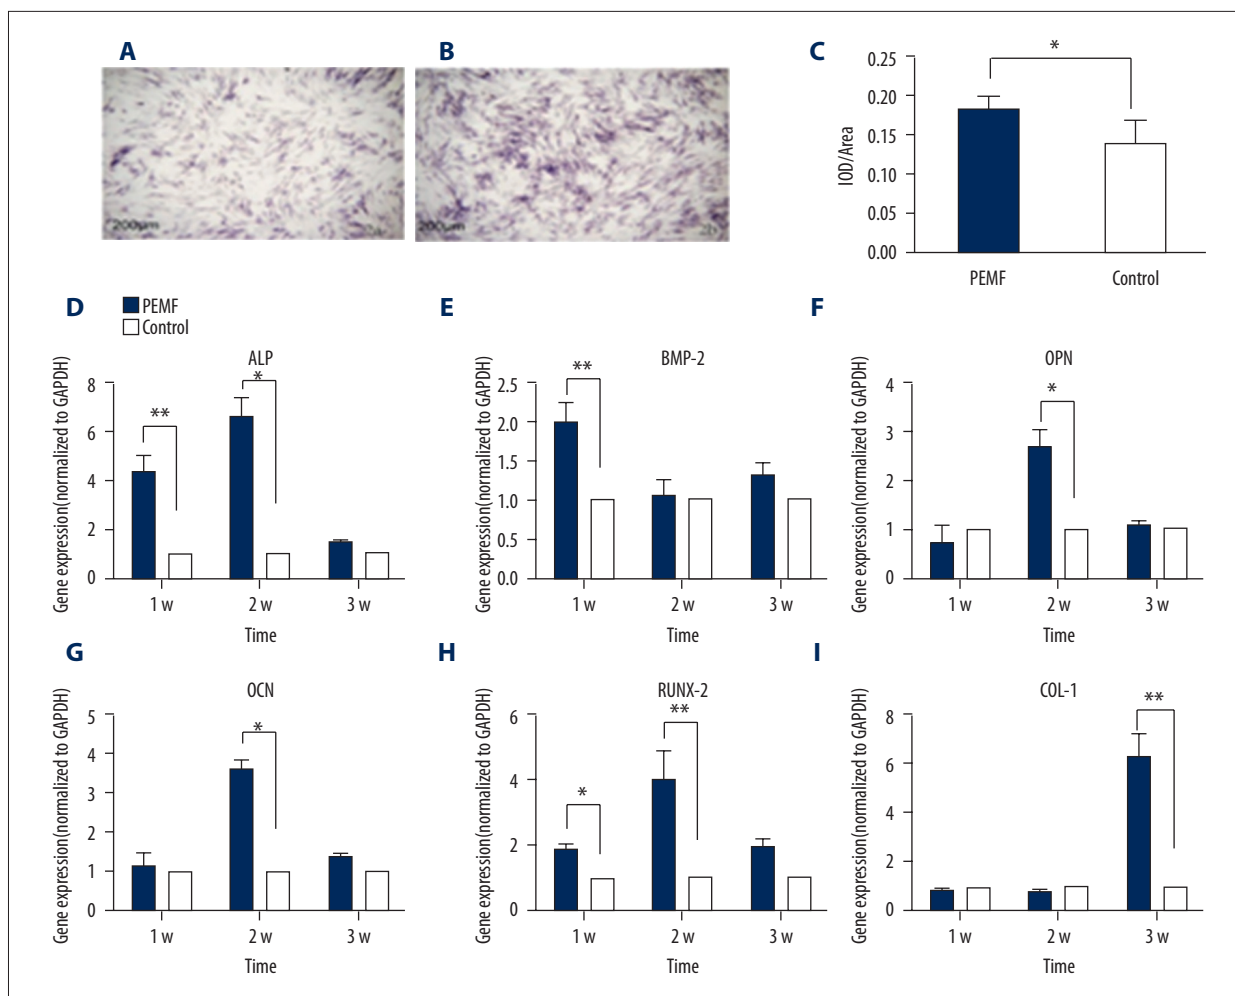 A
B
C
200μm
200μm
*
IOD/Area
0.25
0.20
0.15
0.10
0.05
0.00
PEMF
Control
D
PEMF
Control
ALP
Gene expression(normalized to GAPDH)
8
6
4
2
0
**
*
1 w
2 w
3 w
Time
E
BMP-2
Gene expression(normalized to GAPDH)
2.5
2.0
1.5
1.0
0.5
0.0
**
1 w
2 w
3 w
Time
F
OPN
Gene expression(normalized to GAPDH)
4
3
2
1
0
*
1 w
2 w
3 w
Time
G
OCN
Gene expression(normalized to GAPDH)
5
4
3
2
1
0
*
1 w
2 w
3 w
Time
H
RUNX-2
Gene expression(normalized to GAPDH)
6
4
2
0
*
**
1 w
2 w
3 w
Time
I
COL-1
Gene expression(normalized to GAPDH)
8
6
4
2
0
**
1 w
2 w
3 w
Time